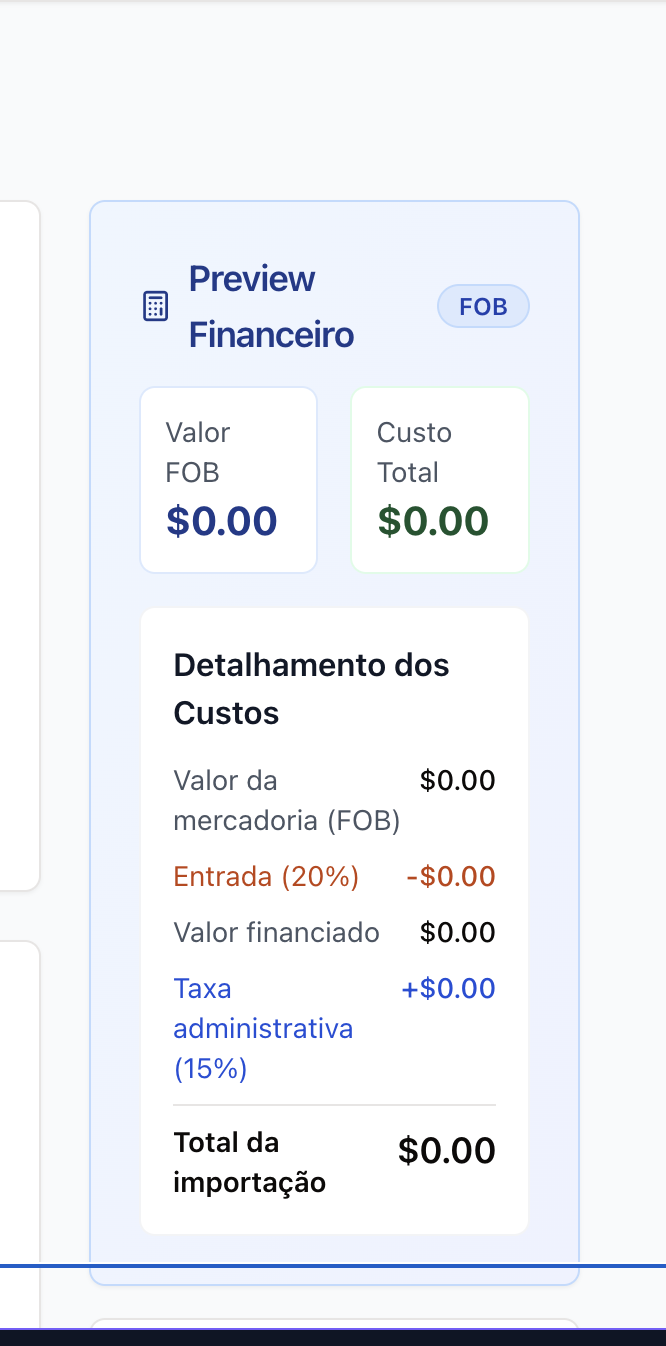 Preview
Financeiro
FOB
Valor
FOB
$0.00
Custo
Total
$0.00
Detalhamento dos
Custos
Valor da
mercadoria (FOB)
$0.00
Entrada (20%)
-$0.00
Valor financiado
$0.00
Taxa
administrativa
(15%)
+$0.00
Total da
importação
$0.00